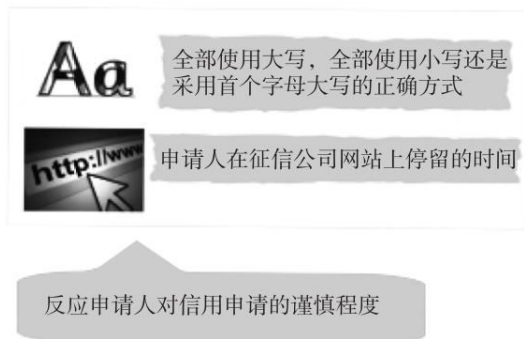 Aa
全部使用大写，全部使用小写还是
采用首个字母大写的正确方式
http://www
申请人在征信公司网站上停留的时间
反应申请人对信用申请的谨慎程度